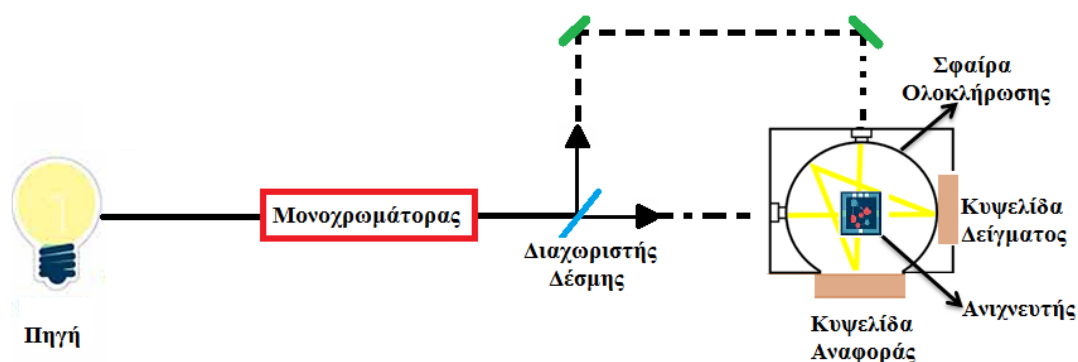 Πηγή
Μονοχρωμάτορας
Διαχωριστής
Δέσμης
Σφαίρα
Ολοκλήρωσης
Κυψελίδα
Δείγματος
Ανιχνευτής
Κυψελίδα
Αναφοράς